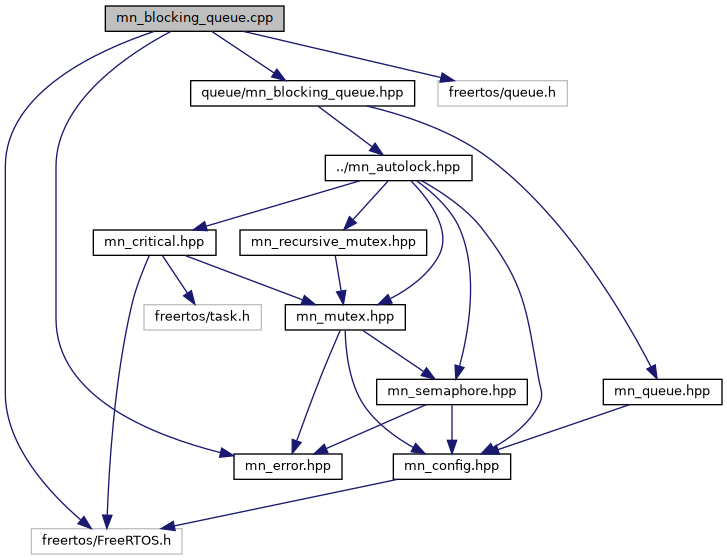 mn_blocking_queue.cpp
queue/mn_blocking_queue.hpp
freertos/queue.h
../mn_autolock.hpp
mn_critical.hpp
mn_recursive_mutex.hpp
freertos/task.h
mn_mutex.hpp
mn_semaphore.hpp
mn_queue.hpp
mn_error.hpp
mn_config.hpp
freertos/FreeRTOS.h